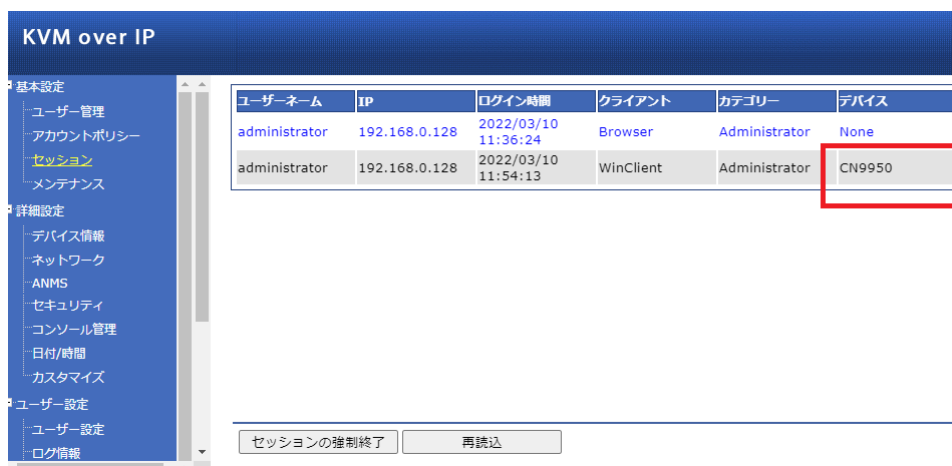 KVM over IP
基本設定
ユーザー管理
アカウントポリシー
セッション
メンテナンス
詳細設定
デバイス情報
ネットワーク
ANMS
セキュリティ
コンソール管理
日付/時間
カスタマイズ
ユーザー設定
ユーザー設定
ログ情報
ユーザーネーム IP ログイン時間 クライアント カテゴリー デバイス
administrator 192.168.0.128 2022/03/10 11:36:24 Browser Administrator None
administrator 192.168.0.128 2022/03/10 11:54:13 WinClient Administrator CN9950
セッションの強制終了 再読込